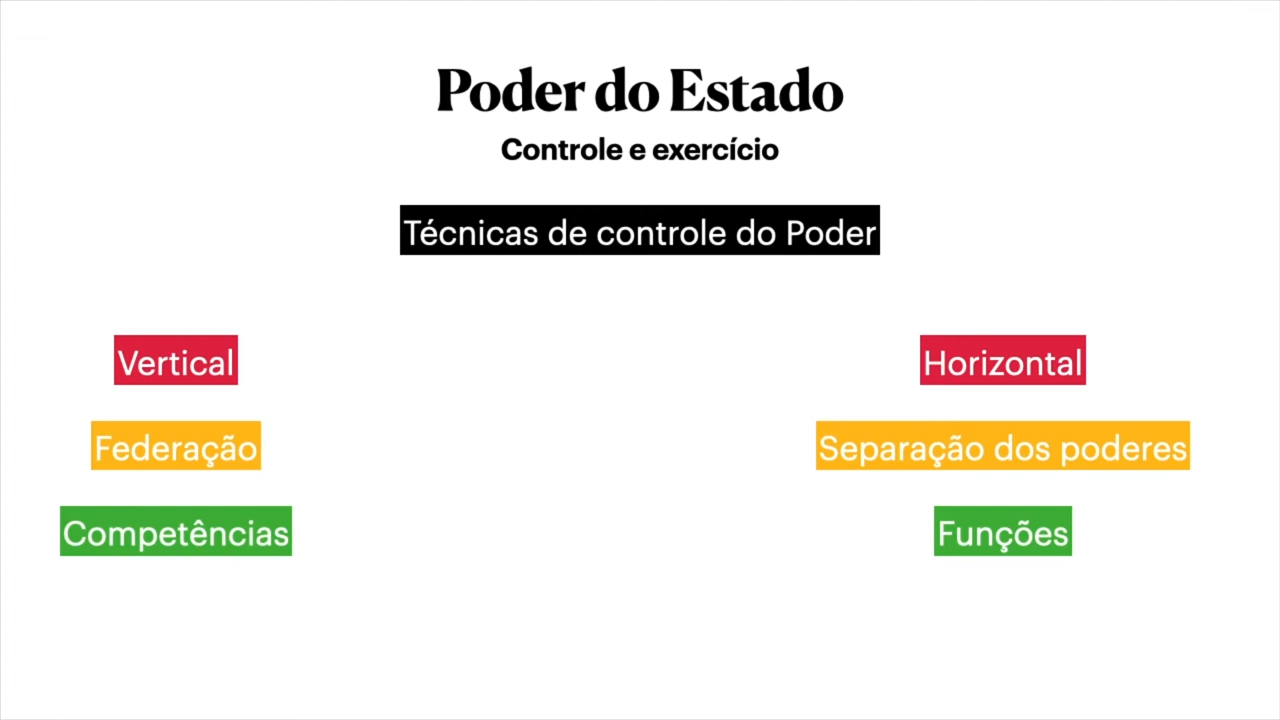 Poder do Estado
Controle e exercício
Técnicas de controle do Poder
Vertical
Horizontal
Federação
Separação dos poderes
Competências
Funções